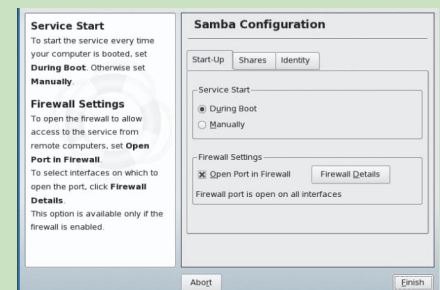 Service Start
To start the service every time
your computer is booted, set
During Boot. Otherwise set
Manually.
Firewall Settings
To open the firewall to allow
access to the service from
remote computers, set Open
Port in Firewall.
To select interfaces on which to
open the port, click Firewall
Details.
This option is available only if the
firewall is enabled.
Samba Configuration
Start-Up
Shares
Identity
Service Start
During Boot
Manually
Firewall Settings
Open Port in Firewall
Firewall Details
Firewall port is open on all interfaces
Abort
Finish